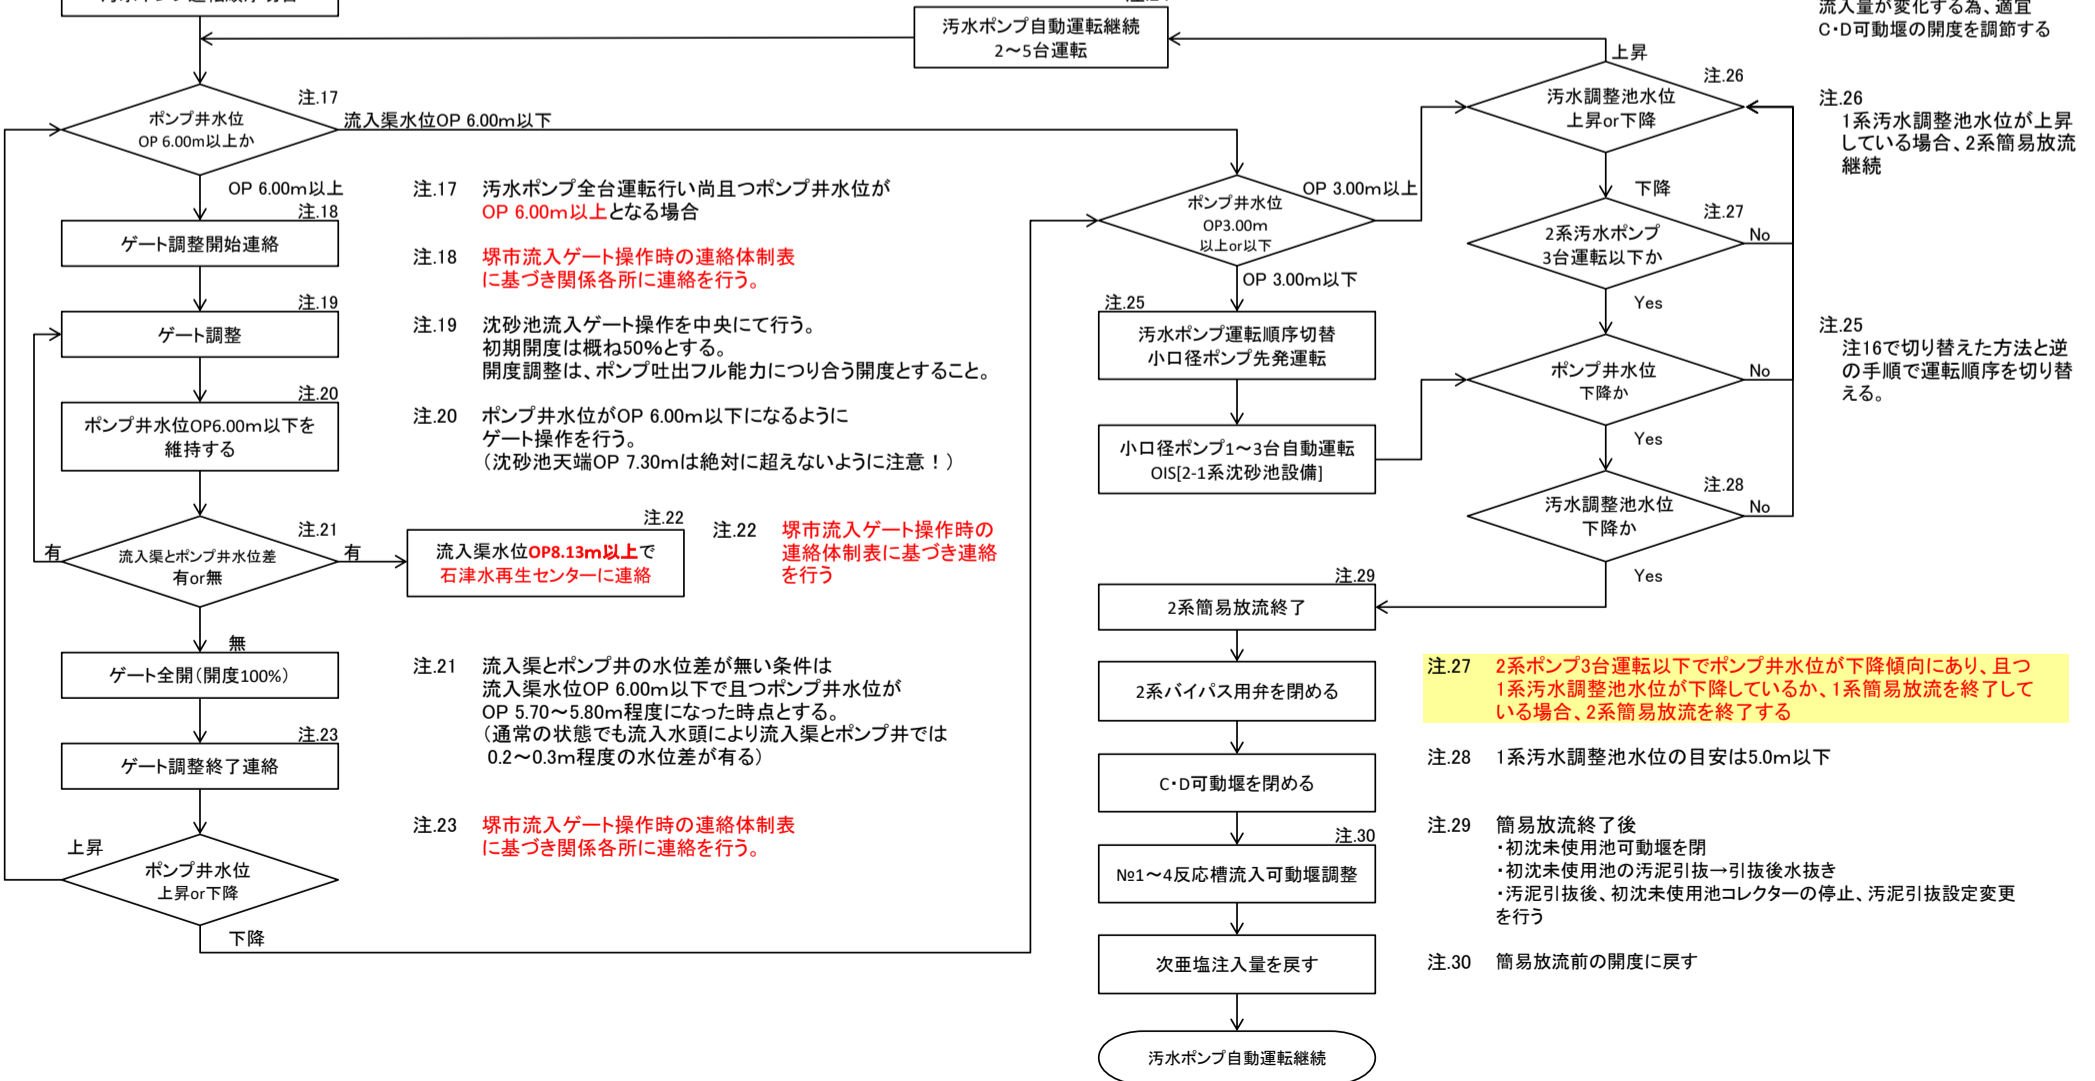 汚水ポンプ自動運転継続
2～5台運転
流入量が変化する為、適宜
C・D可動堰の開度を調節する
注.17
ポンプ井水位
OP 6.00m以上か
流入渠水位OP 6.00m以下
OP 6.00m以上
注.18
ゲート調整開始連絡
注.19
ゲート調整
注.20
ポンプ井水位OP6.00m以下を
維持する
注.21
流入渠とポンプ井水位差
有or無
有
有
注.22
流入渠水位OP8.13m以上で
石津水再生センターに連絡
無
ゲート全開(開度100%)
注.23
ゲート調整終了連絡
上昇
ポンプ井水位
上昇or下降
下降
注.17 汚水ポンプ全台運転行い尚且つポンプ井水位が
OP 6.00m以上となる場合
注.18 堺市流入ゲート操作時の連絡体制表
に基づき関係各所に連絡を行う。
注.19 沈砂池流入ゲート操作を中央にて行う。
初期開度は概ね50%とする。
開度調整は、ポンプ吐出フル能力につり合う開度とすること。
注.20 ポンプ井水位がOP 6.00m以下になるように
ゲート操作を行う。
（沈砂池天端OP 7.30mは絶対に超えないように注意！）
注.22 堺市流入ゲート操作時の
連絡体制表に基づき連絡
を行う
注.21 流入渠とポンプ井の水位差が無い条件は
流入渠水位OP 6.00m以下で且つポンプ井水位が
OP 5.70～5.80m程度になった時点とする。
（通常の状態でも流入水頭により流入渠とポンプ井では
0.2～0.3m程度の水位差が有る）
注.23 堺市流入ゲート操作時の連絡体制表
に基づき関係各所に連絡を行う。
ポンプ井水位
OP3.00m
以上or以下
OP 3.00m以上
OP 3.00m以下
注.25
汚水ポンプ運転順序切替
小口径ポンプ先発運転
小口径ポンプ1～3台自動運転
OIS[2-1系沈砂池設備]
上昇
注.26
汚水調整池水位
上昇or下降
下降
注.27
2系汚水ポンプ
3台運転以下か
No
Yes
ポンプ井水位
下降か
No
Yes
注.28
汚水調整池水位
下降か
No
Yes
注.29
2系簡易放流終了
2系バイパス用弁を閉める
C・D可動堰を閉める
注.30
№1～4反応槽流入可動堰調整
次亜塩注入量を戻す
汚水ポンプ自動運転継続
注.26
1系汚水調整池水位が上昇
している場合、2系簡易放流
継続
注.25
注16で切り替えた方法と逆
の手順で運転順序を切り替
える。
注.27 2系ポンプ3台運転以下でポンプ井水位が下降傾向にあり、且つ
1系汚水調整池水位が下降しているか、1系簡易放流を終了して
いる場合、2系簡易放流を終了する
注.28 1系汚水調整池水位の目安は5.0m以下
注.29 簡易放流終了後
・初沈未使用池可動堰を閉
・初沈未使用池の汚泥引抜→引抜後水抜き
・汚泥引抜後、初沈未使用池コレクターの停止、汚泥引抜設定変更
を行う
注.30 簡易放流前の開度に戻す